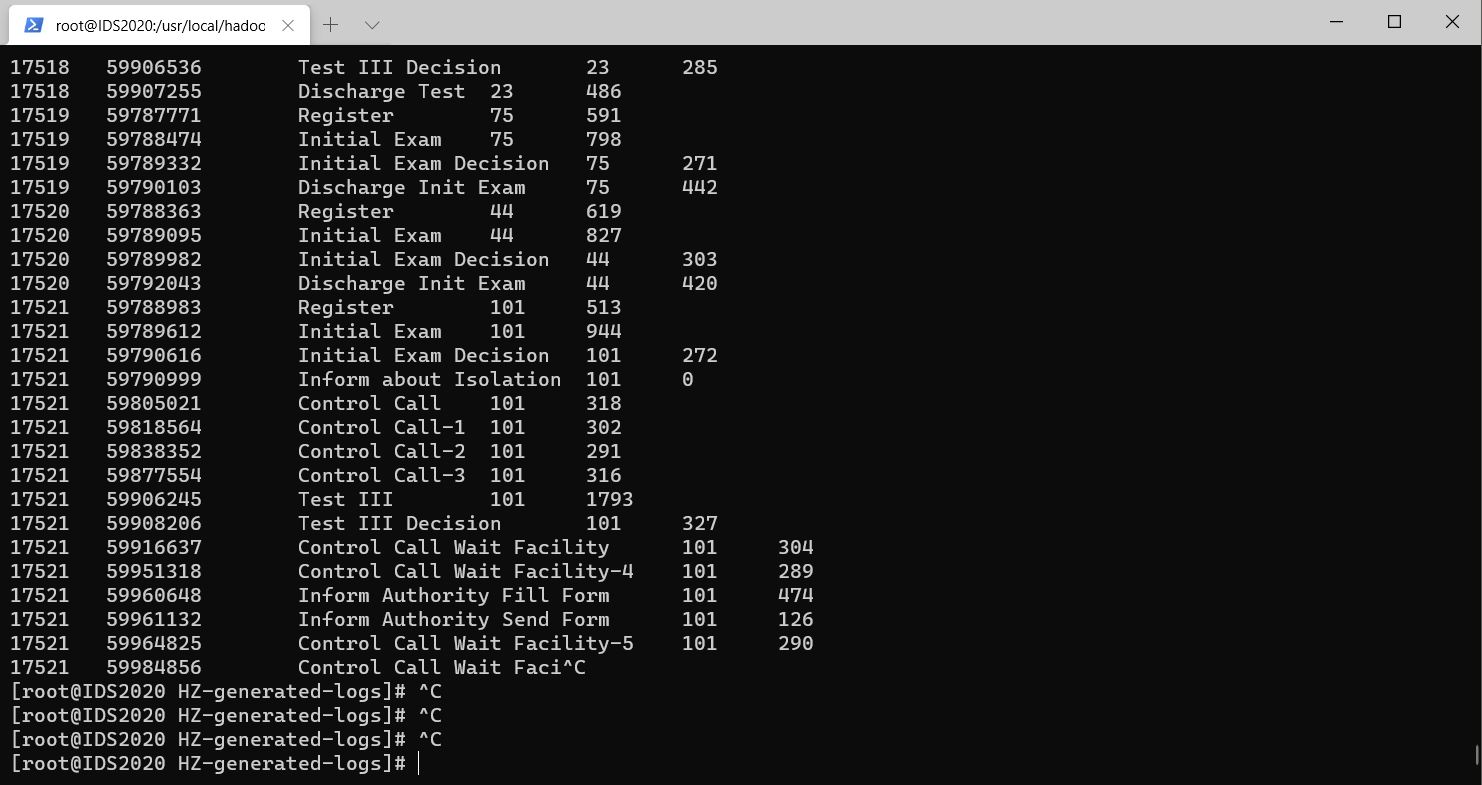 root@IDS2020:/usr/local/hadoc
17518 59906536 Test III Decision 23 285
17518 59907255 Discharge Test 23 486
17519 59787771 Register 75 591
17519 59788474 Initial Exam 75 798
17519 59789332 Initial Exam Decision 75 271
17519 59790103 Discharge Init Exam 75 442
17520 59788363 Register 44 619
17520 59789095 Initial Exam 44 827
17520 59789982 Initial Exam Decision 44 303
17520 59792043 Discharge Init Exam 44 420
17521 59788983 Register 101 513
17521 59789612 Initial Exam 101 944
17521 59790616 Initial Exam Decision 101 272
17521 59790999 Inform about Isolation 101 0
17521 59805021 Control Call 101 318
17521 59818564 Control Call-1 101 302
17521 59838352 Control Call-2 101 291
17521 59877554 Control Call-3 101 316
17521 59906245 Test III 101 1793
17521 59908206 Test III Decision 101 327
17521 59916637 Control Call Wait Facility 101 304
17521 59951318 Control Call Wait Facility-4 101 289
17521 59960648 Inform Authority Fill Form 101 474
17521 59961132 Inform Authority Send Form 101 126
17521 59964825 Control Call Wait Facility-5 101 290
17521 59984856 Control Call Wait Faci^C
[root@IDS2020 HZ-generated-logs]# ^C
[root@IDS2020 HZ-generated-logs]# ^C
[root@IDS2020 HZ-generated-logs]# ^C
[root@IDS2020 HZ-generated-logs]#